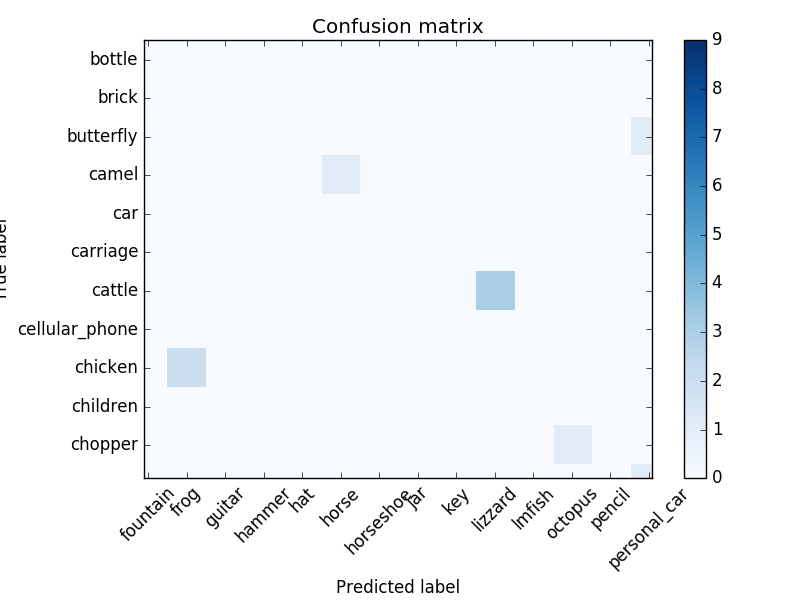 Confusion matrix
bottle
brick
butterfly
camel
car
carriage
cattle
cellular_phone
chicken
children
chopper
True label
fountain
frog
guitar
hammer
hat
horse
horseshoe
jar
key
lizzard
lmfish
octopus
pencil
personal_car
Predicted label
9
8
7
6
5
4
3
2
1
0